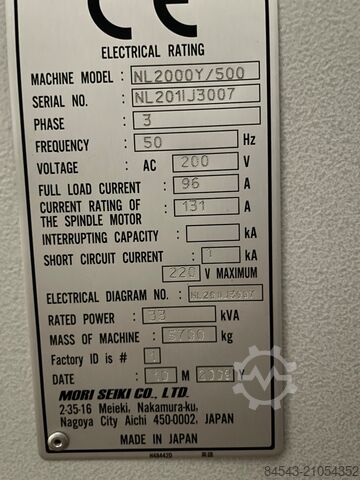 CE
ELECTRICAL RATING
MACHINE MODEL : NL2000Y/500
SERIAL NO. : NL201IJ3007
PHASE : 3
FREQUENCY : 50 Hz
VOLTAGE : AC 200 V
FULL LOAD CURRENT : 96 A
CURRENT RATING OF THE SPINDLE MOTOR : 131 A
INTERRUPTING CAPACITY : kA
SHORT CIRCUIT CURRENT : 1 kA
220 V MAXIMUM
ELECTRICAL DIAGRAM NO. :
RATED POWER : 33 kVA
MASS OF MACHINE : 5700 kg
Factory ID is # 1
DATE : 10 M Y
MORI SEIKI CO., LTD.
2-35-16 Meieki, Nakamura-ku,
Nagoya City Aichi 450-0002. JAPAN
MADE IN JAPAN
84543-21054352